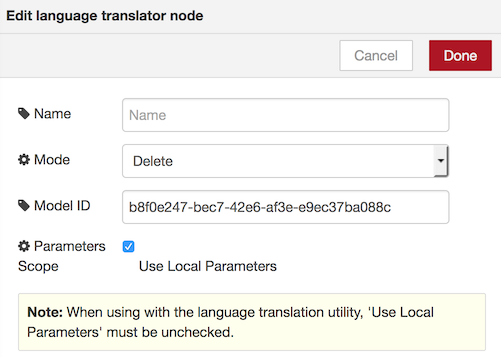 Edit language translator node
Cancel Done
Name Name
Mode Delete
Model ID b8f0e247-bec7-42e6-af3e-e9ec37ba088c
Parameters
Scope Use Local Parameters
Note: When using with the language translation utility, 'Use Local
Parameters' must be unchecked.